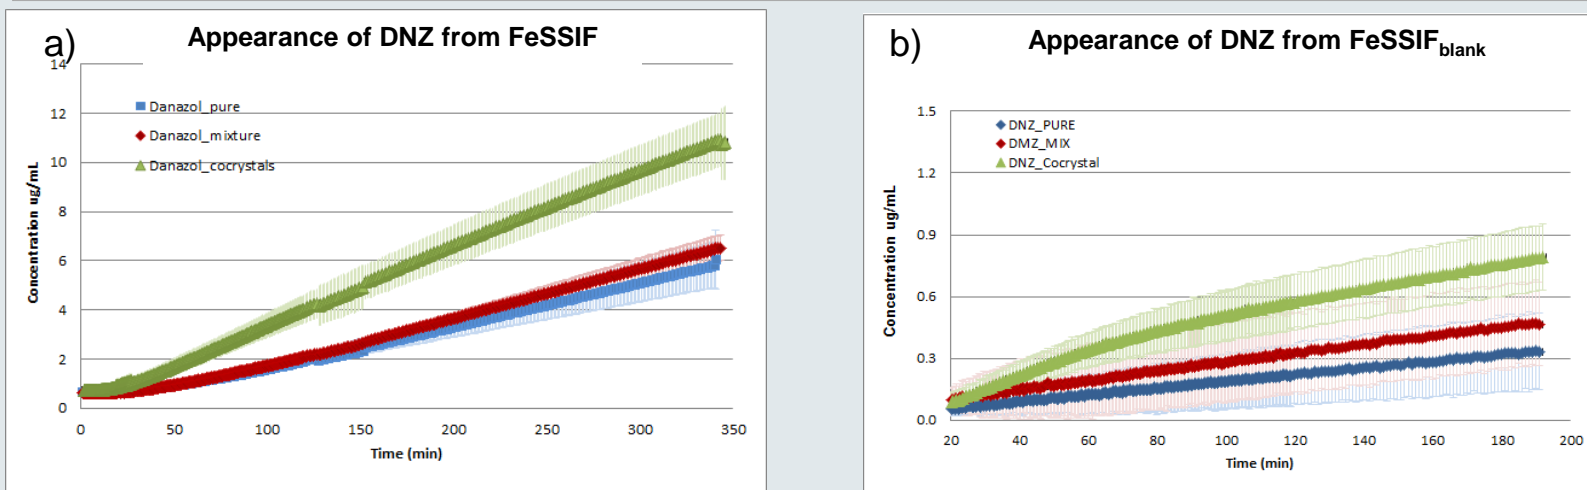 a)
Appearance of DNZ from FeSSIF
14
12
10
8
6
4
2
0
Concentration ug/mL
Danazol_pure
Danazol_mixture
Danazol_cocrystals
0 50 100 150 200 250 300 350
Time (min)
b)
Appearance of DNZ from FeSSIFblank
1.5
1.2
0.9
0.6
0.3
0.0
Concentration ug/mL
DNZ_PURE
DMZ_MIX
DNZ_Cocrystal
20 40 60 80 100 120 140 160 180 200
Time (min)